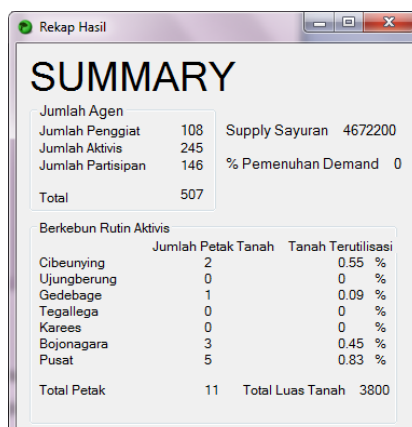 Rekap Hasil
SUMMARY
Jumlah Agen
Jumlah Penggiat 108
Jumlah Aktivis 245
Jumlah Partisipan 146
Total 507
Supply Sayuran 4672200
% Pemenuhan Demand 0
Berkebun Rutin Aktivis
Jumlah Petak Tanah Tanah Terutilisasi
Cibeunying 2 0.55 %
Ujungberung 0 0 %
Gedebage 1 0.09 %
Tegallega 0 0 %
Karees 0 0 %
Bojonagara 3 0.45 %
Pusat 5 0.83 %
Total Petak 11 Total Luas Tanah 3800